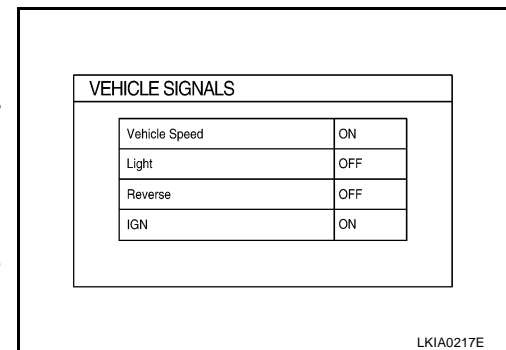 VEHICLE SIGNALS
Vehicle Speed ON
Light OFF
Reverse OFF
IGN ON
LKIA0217E